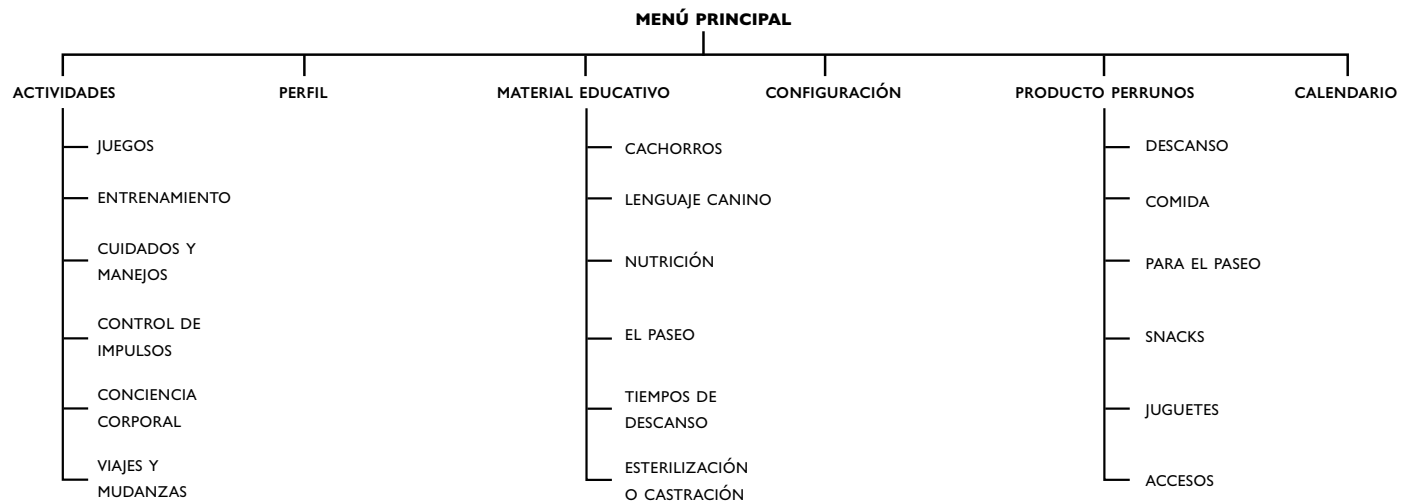 MENÚ PRINCIPAL
ACTIVIDADES
PERFIL
MATERIAL EDUCATIVO
CONFIGURACIÓN
PRODUCTO PERRUNOS
CALENDARIO
JUEGOS
ENTRENAMIENTO
CUIDADOS Y
MANEJOS
CONTROL DE
IMPULSOS
CONCIENCIA
CORPORAL
VIAJES Y
MUDANZAS
CACHORROS
LENGUAJE CANINO
NUTRICIÓN
EL PASEO
TIEMPOS DE
DESCANSO
ESTERILIZACIÓN
O CASTRACIÓN
DESCANSO
COMIDA
PARA EL PASEO
SNACKS
JUGUETES
ACCESOS